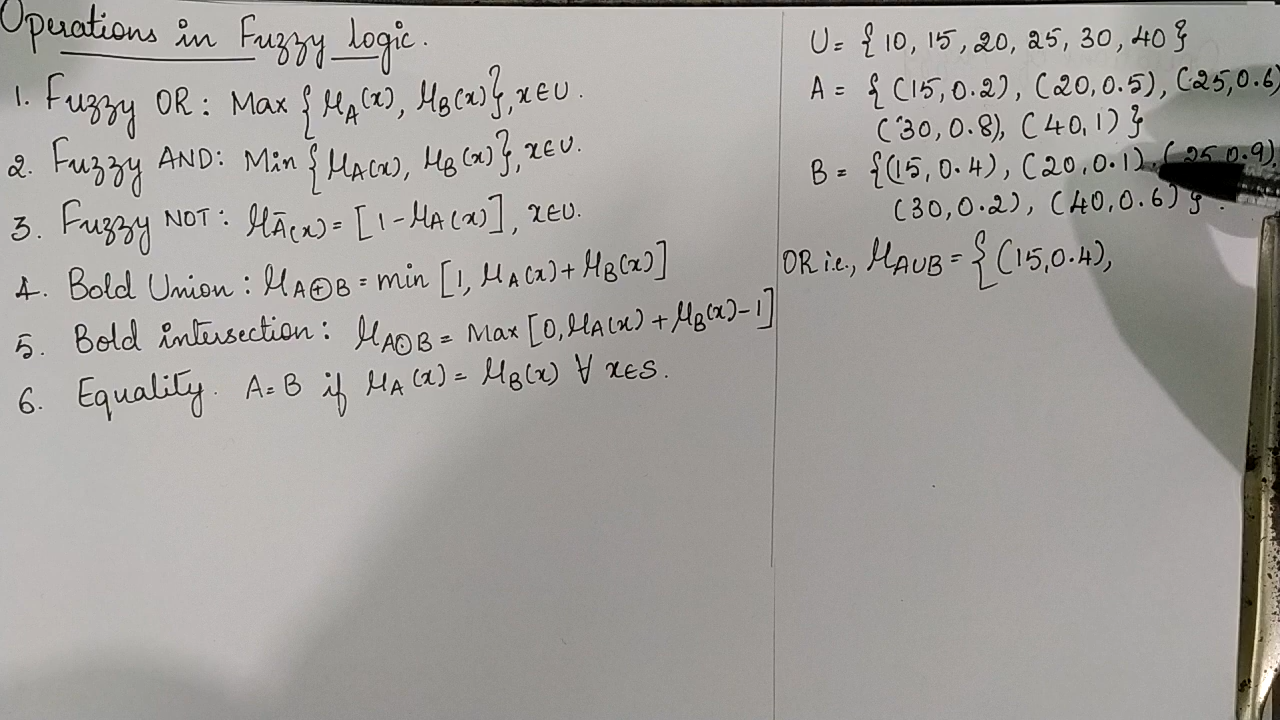 Operations in Fuzzy logic.
1. Fuzzy OR: Max {μA(x), μB(x)}, x∈U.
2. Fuzzy AND: Min {μA(x), μB(x)}, x∈U.
3. Fuzzy NOT: μĀ(x) = [1-μA(x)], x∈U.
4. Bold Union: μA⊕B = min [1, μA(x)+μB(x)]
5. Bold intersection: μA⊙B = Max [0, μA(x)+μB(x)-1]
6. Equality. A=B if μA(x) = μB(x) ∀ x∈S.
U = {10, 15, 20, 25, 30, 40}
A = {(15, 0.2), (20, 0.5), (25, 0.6)
(30, 0.8), (40, 1)}
B = {(15, 0.4), (20, 0.1), (25, 0.9),
(30, 0.2), (40, 0.6)}.
OR i.e., μA∪B = {(15, 0.4),